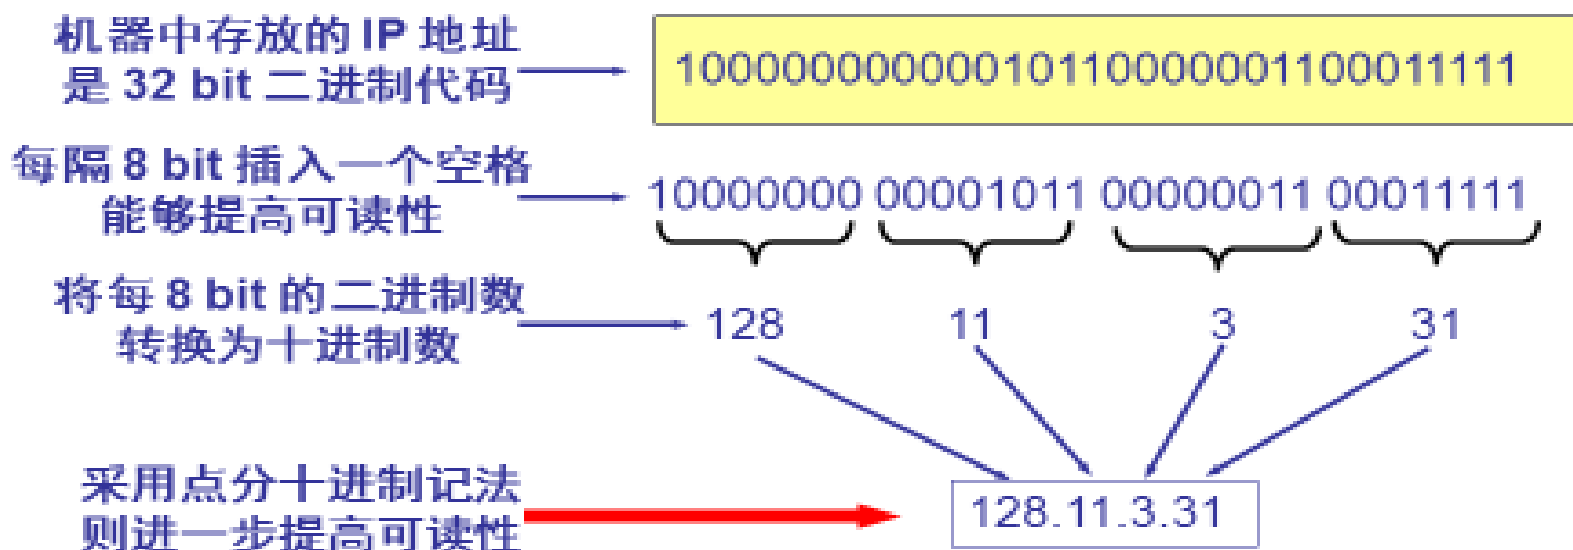 机器中存放的 IP 地址
是 32 bit 二进制代码
10000000000010110000001100011111
每隔 8 bit 插入一个空格
能够提高可读性
10000000 00001011 00000011 00011111
将每 8 bit 的二进制数
转换为十进制数
128 11 3 31
采用点分十进制记法
则进一步提高可读性
128.11.3.31